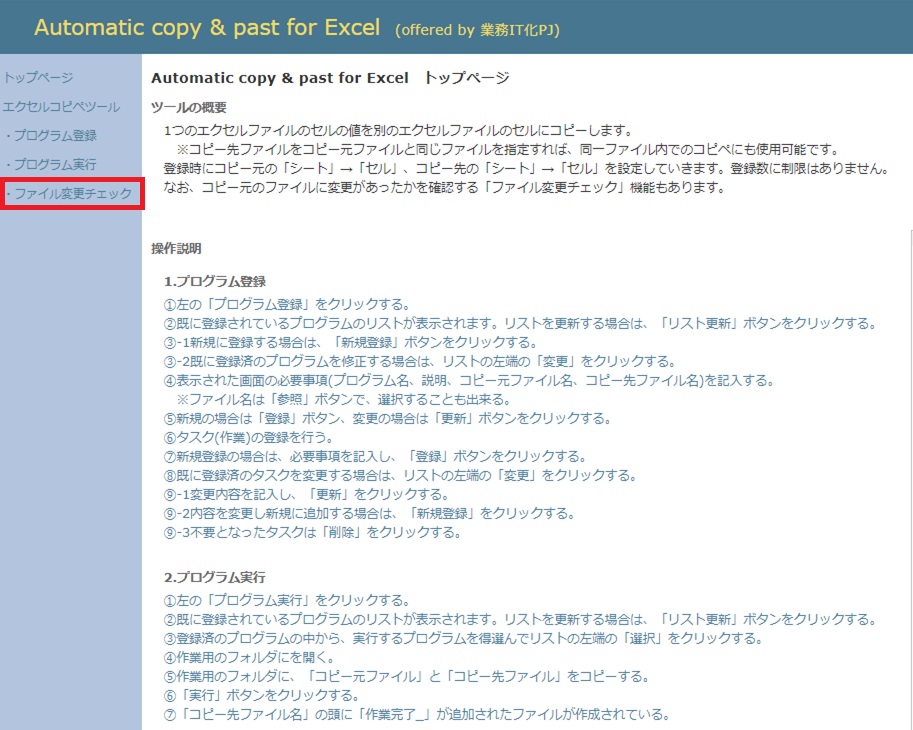 Automatic copy & past for Excel (offered by 業務IT化PJ)
トップページ
エクセルコピペツール
・プログラム登録
・プログラム実行
・ファイル変更チェック
Automatic copy & past for Excel　トップページ
ツールの概要
1つのエクセルファイルのセルの値を別のエクセルファイルのセルにコピーします。
※コピー先ファイルをコピー元ファイルと同じファイルを指定すれば、同一ファイル内でのコピペにも使用可能です。
登録時にコピー元の「シート」→「セル」、コピー先の「シート」→「セル」を設定していきます。登録数に制限はありません。
なお、コピー元のファイルに変更があったかを確認する「ファイル変更チェック」機能もあります。
操作説明
1.プログラム登録
①左の「プログラム登録」をクリックする。
②既に登録されているプログラムのリストが表示されます。リストを更新する場合は、「リスト更新」ボタンをクリックする。
③-1新規に登録する場合は、「新規登録」ボタンをクリックする。
③-2既に登録済のプログラムを修正する場合は、リストの左端の「変更」をクリックする。
④表示された画面の必要事項(プログラム名、説明、コピー元ファイル名、コピー先ファイル名)を記入する。
※ファイル名は「参照」ボタンで、選択することも出来る。
⑤新規の場合は「登録」ボタン、変更の場合は「更新」ボタンをクリックする。
⑥タスク(作業)の登録を行う。
⑦新規登録の場合は、必要事項を記入し、「登録」ボタンをクリックする。
⑧既に登録済のタスクを変更する場合は、リストの左端の「変更」をクリックする。
⑨-1変更内容を記入し、「更新」をクリックする。
⑨-2内容を変更し新規に追加する場合は、「新規登録」をクリックする。
⑨-3不要となったタスクは「削除」をクリックする。
2.プログラム実行
①左の「プログラム実行」をクリックする。
②既に登録されているプログラムのリストが表示されます。リストを更新する場合は、「リスト更新」ボタンをクリックする。
③登録済のプログラムの中から、実行するプログラムを得選んでリストの左端の「選択」をクリックする。
④作業用のフォルダにを開く。
⑤作業用のフォルダに、「コピー元ファイル」と「コピー先ファイル」をコピーする。
⑥「実行」ボタンをクリックする。
⑦「コピー先ファイル名」の頭に「作業完了_」が追加されたファイルが作成されている。